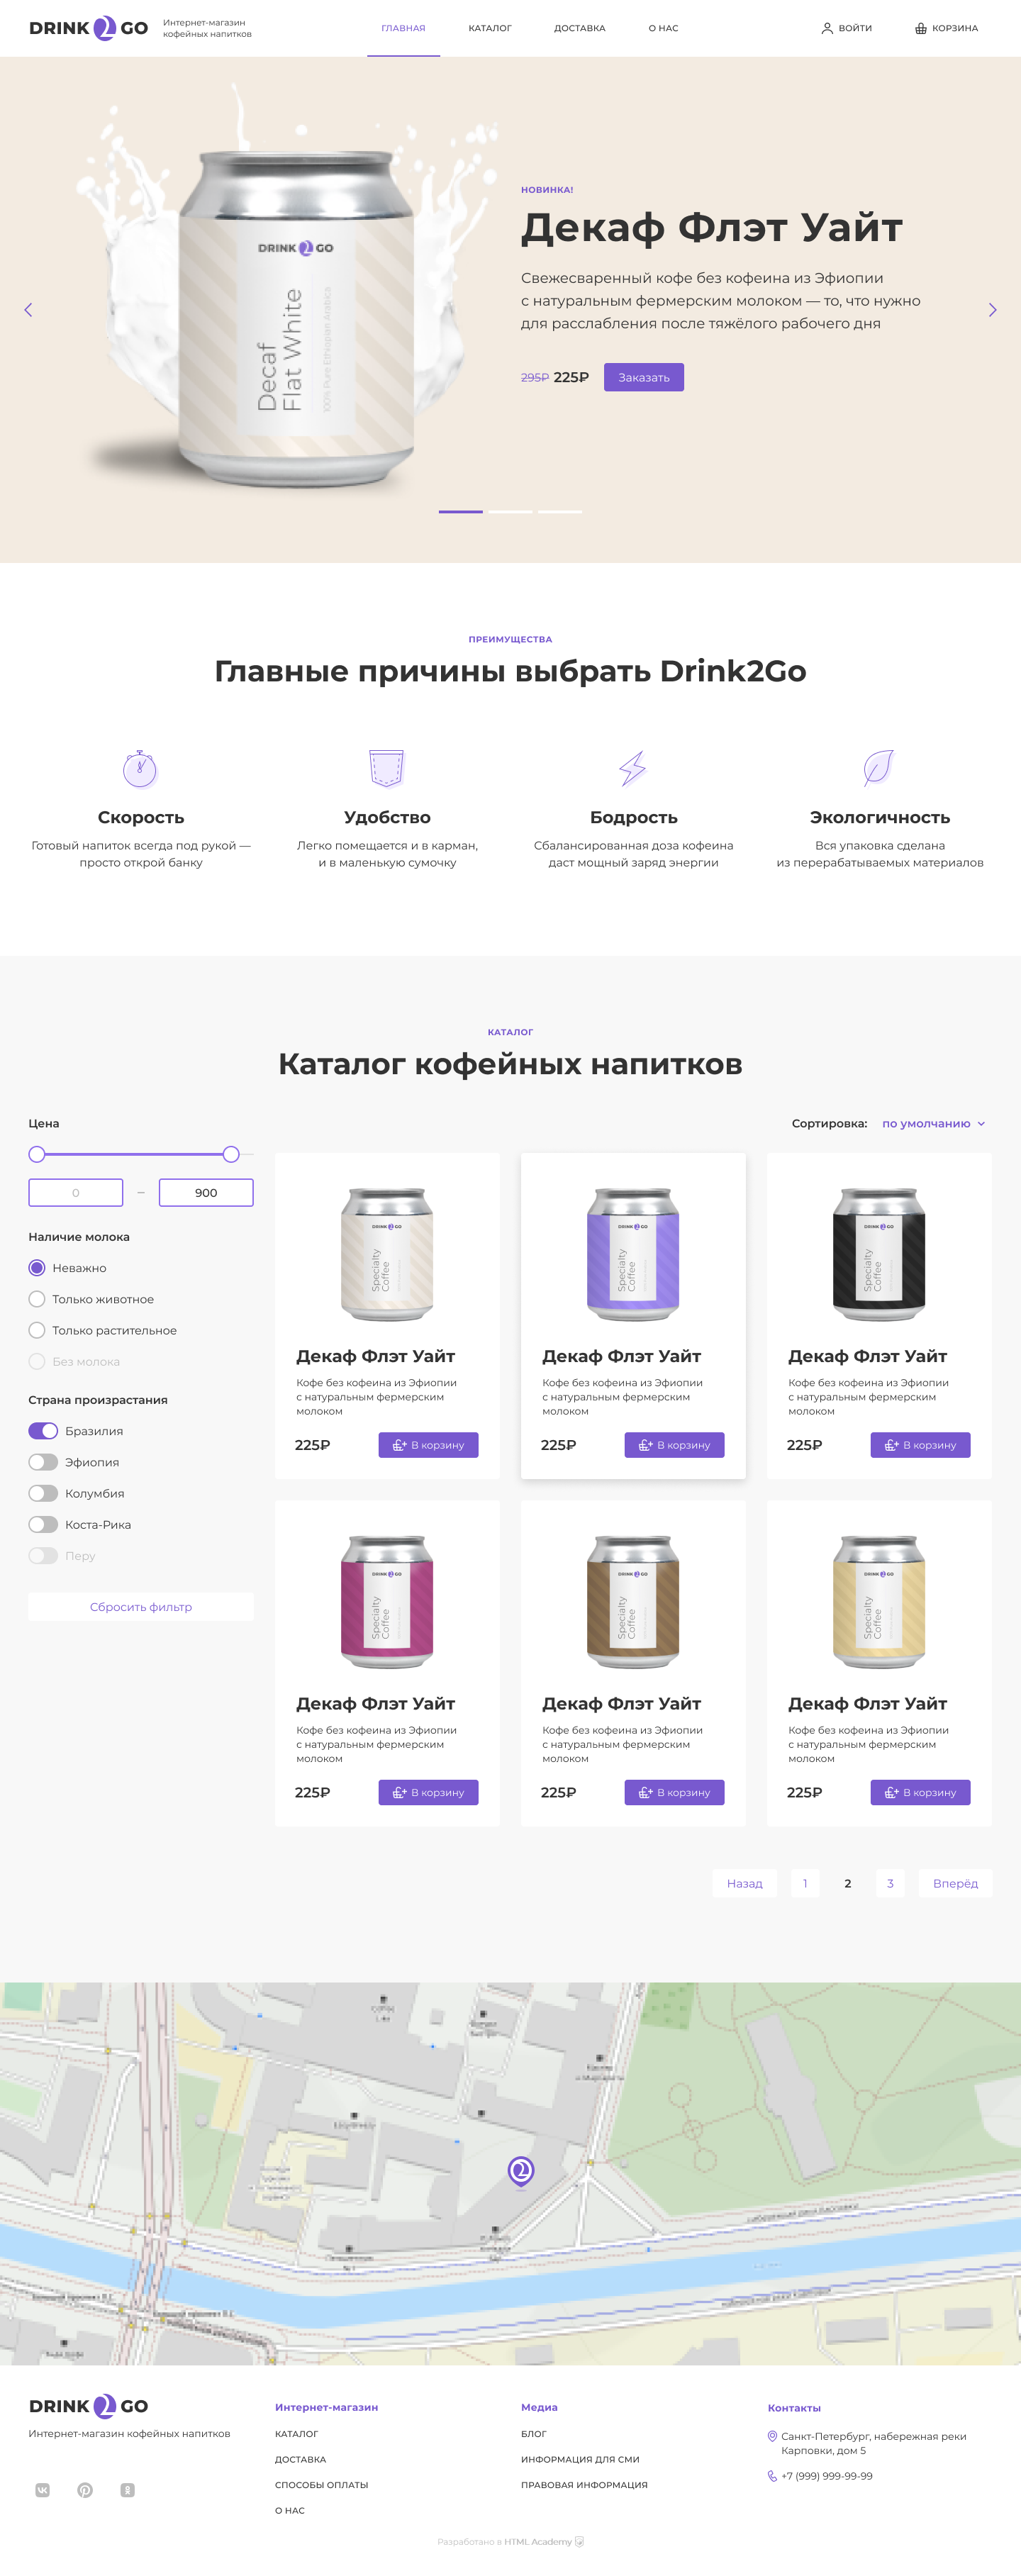 DRINK2GO
Интернет-магазин
кофейных напитков
ГЛАВНАЯ
КАТАЛОГ
ДОСТАВКА
О НАС
ВОЙТИ
КОРЗИНА
DRINK2GO
Decaf
Flat White
100% Pure Ethiopian Arabica
НОВИНКА!
Декаф Флэт Уайт
Свежесваренный кофе без кофеина из Эфиопии
с натуральным фермерским молоком — то, что нужно
для расслабления после тяжёлого рабочего дня
295₽ 225₽
Заказать
ПРЕИМУЩЕСТВА
Главные причины выбрать Drink2Go
Скорость
Готовый напиток всегда под рукой —
просто открой банку
Удобство
Легко помещается и в карман,
и в маленькую сумочку
Бодрость
Сбалансированная доза кофеина
даст мощный заряд энергии
Экологичность
Вся упаковка сделана
из перерабатываемых материалов
КАТАЛОГ
Каталог кофейных напитков
Цена
0 – 900
Наличие молока
Неважно
Только животное
Только растительное
Без молока
Страна произрастания
Бразилия
Эфиопия
Колумбия
Коста-Рика
Перу
Сбросить фильтр
Сортировка: по умолчанию
DRINK2GO
Specialty
Coffee
Декаф Флэт Уайт
Кофе без кофеина из Эфиопии
с натуральным фермерским
молоком
225₽
В корзину
DRINK2GO
Specialty
Coffee
Декаф Флэт Уайт
Кофе без кофеина из Эфиопии
с натуральным фермерским
молоком
225₽
В корзину
DRINK2GO
Specialty
Coffee
Декаф Флэт Уайт
Кофе без кофеина из Эфиопии
с натуральным фермерским
молоком
225₽
В корзину
DRINK2GO
Specialty
Coffee
Декаф Флэт Уайт
Кофе без кофеина из Эфиопии
с натуральным фермерским
молоком
225₽
В корзину
DRINK2GO
Specialty
Coffee
Декаф Флэт Уайт
Кофе без кофеина из Эфиопии
с натуральным фермерским
молоком
225₽
В корзину
DRINK2GO
Specialty
Coffee
Декаф Флэт Уайт
Кофе без кофеина из Эфиопии
с натуральным фермерским
молоком
225₽
В корзину
Назад
1
2
3
Вперёд
2
DRINK2GO
Интернет-магазин кофейных напитков
Интернет-магазин
КАТАЛОГ
ДОСТАВКА
СПОСОБЫ ОПЛАТЫ
О НАС
Медиа
БЛОГ
ИНФОРМАЦИЯ ДЛЯ СМИ
ПРАВОВАЯ ИНФОРМАЦИЯ
Контакты
Санкт-Петербург, набережная реки
Карповки, дом 5
+7 (999) 999-99-99
Разработано в HTML Academy